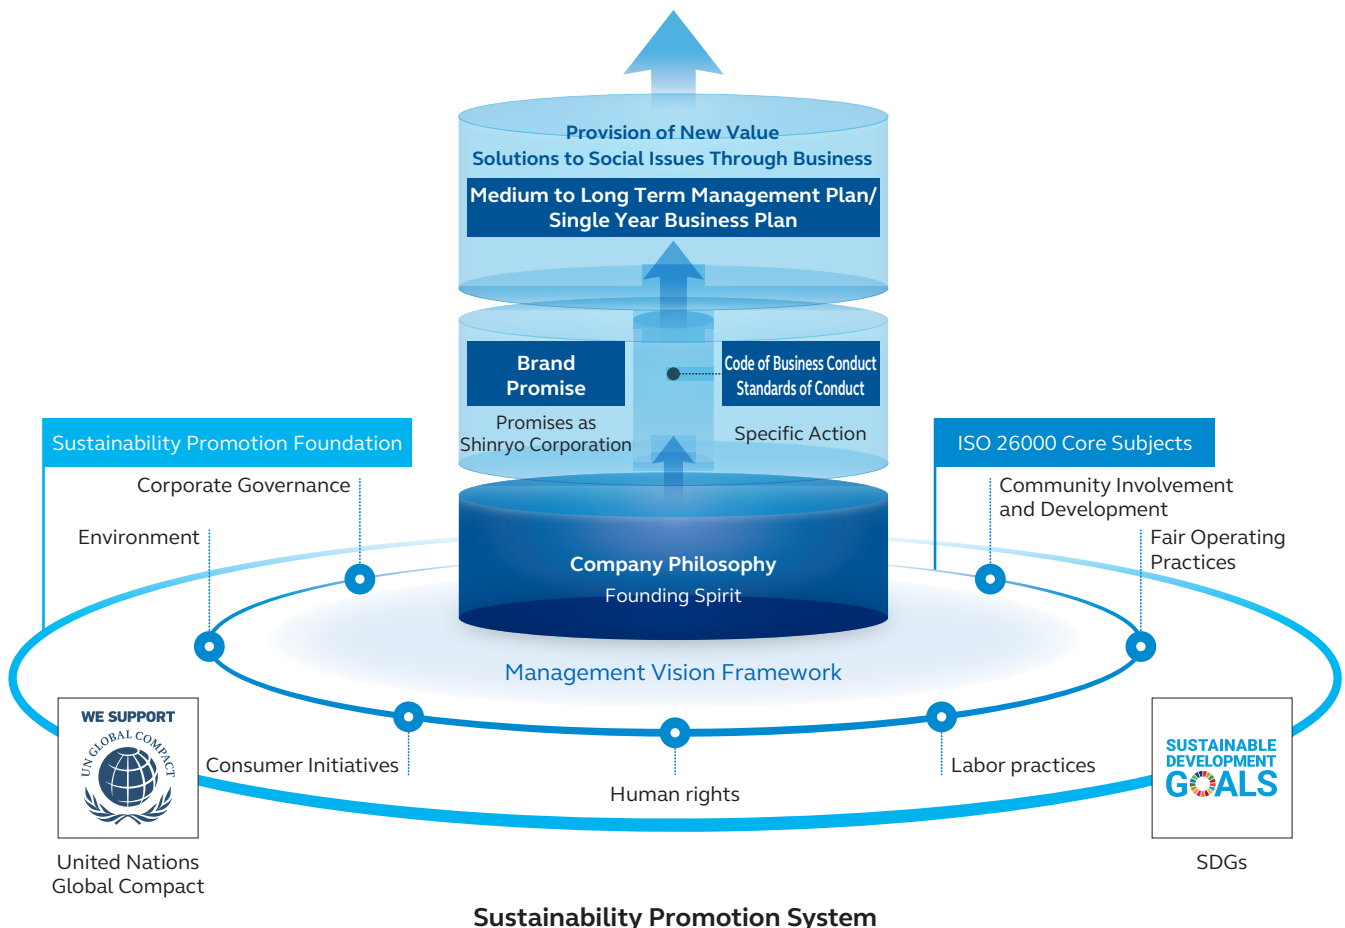 Provision of New Value
Solutions to Social Issues Through Business
Medium to Long Term Management Plan/
Single Year Business Plan
Brand
Promise
Promises as
Shinryo Corporation
Code of Business Conduct
Standards of Conduct
Specific Action
Sustainability Promotion Foundation
ISO 26000 Core Subjects
Corporate Governance
Environment
Community Involvement
and Development
Fair Operating
Practices
Company Philosophy
Founding Spirit
Management Vision Framework
Consumer Initiatives
Human rights
Labor practices
WE SUPPORT
UN GLOBAL COMPACT
United Nations
Global Compact
SUSTAINABLE
DEVELOPMENT
GOALS
SDGs
Sustainability Promotion System